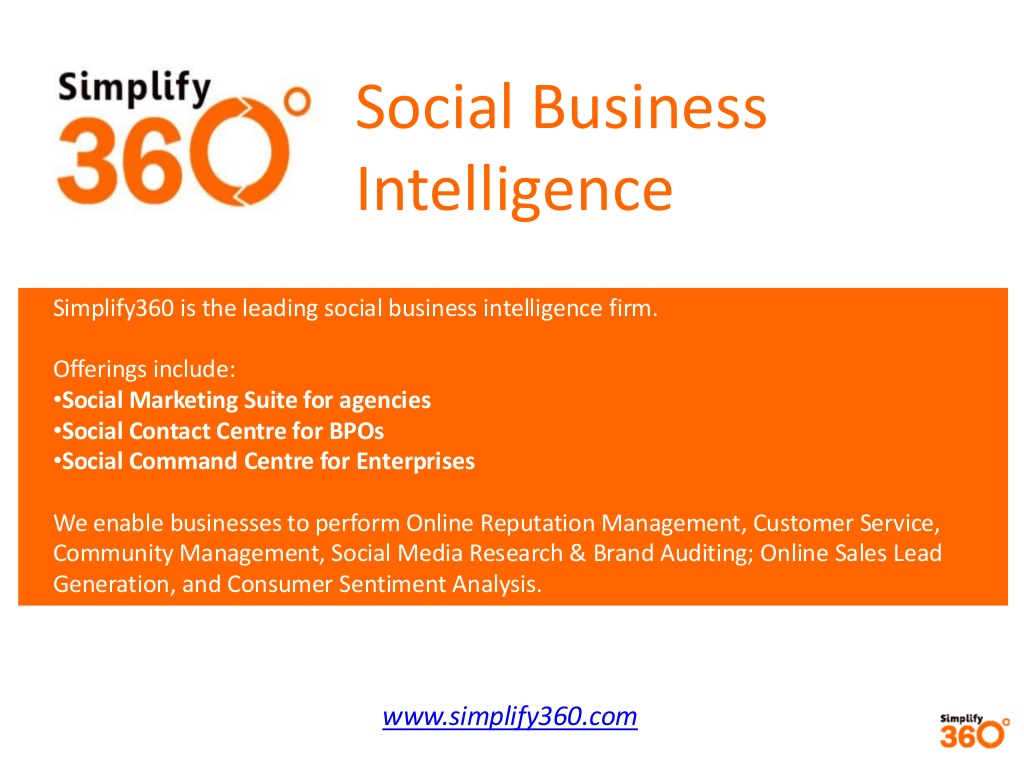 Simplify
360°
Social Business
Intelligence
Simplify360 is the leading social business intelligence firm.
Offerings include:
•Social Marketing Suite for agencies
•Social Contact Centre for BPOs
•Social Command Centre for Enterprises
We enable businesses to perform Online Reputation Management, Customer Service,
Community Management, Social Media Research & Brand Auditing; Online Sales Lead
Generation, and Consumer Sentiment Analysis.
www.simplify360.com
Simplify
360°